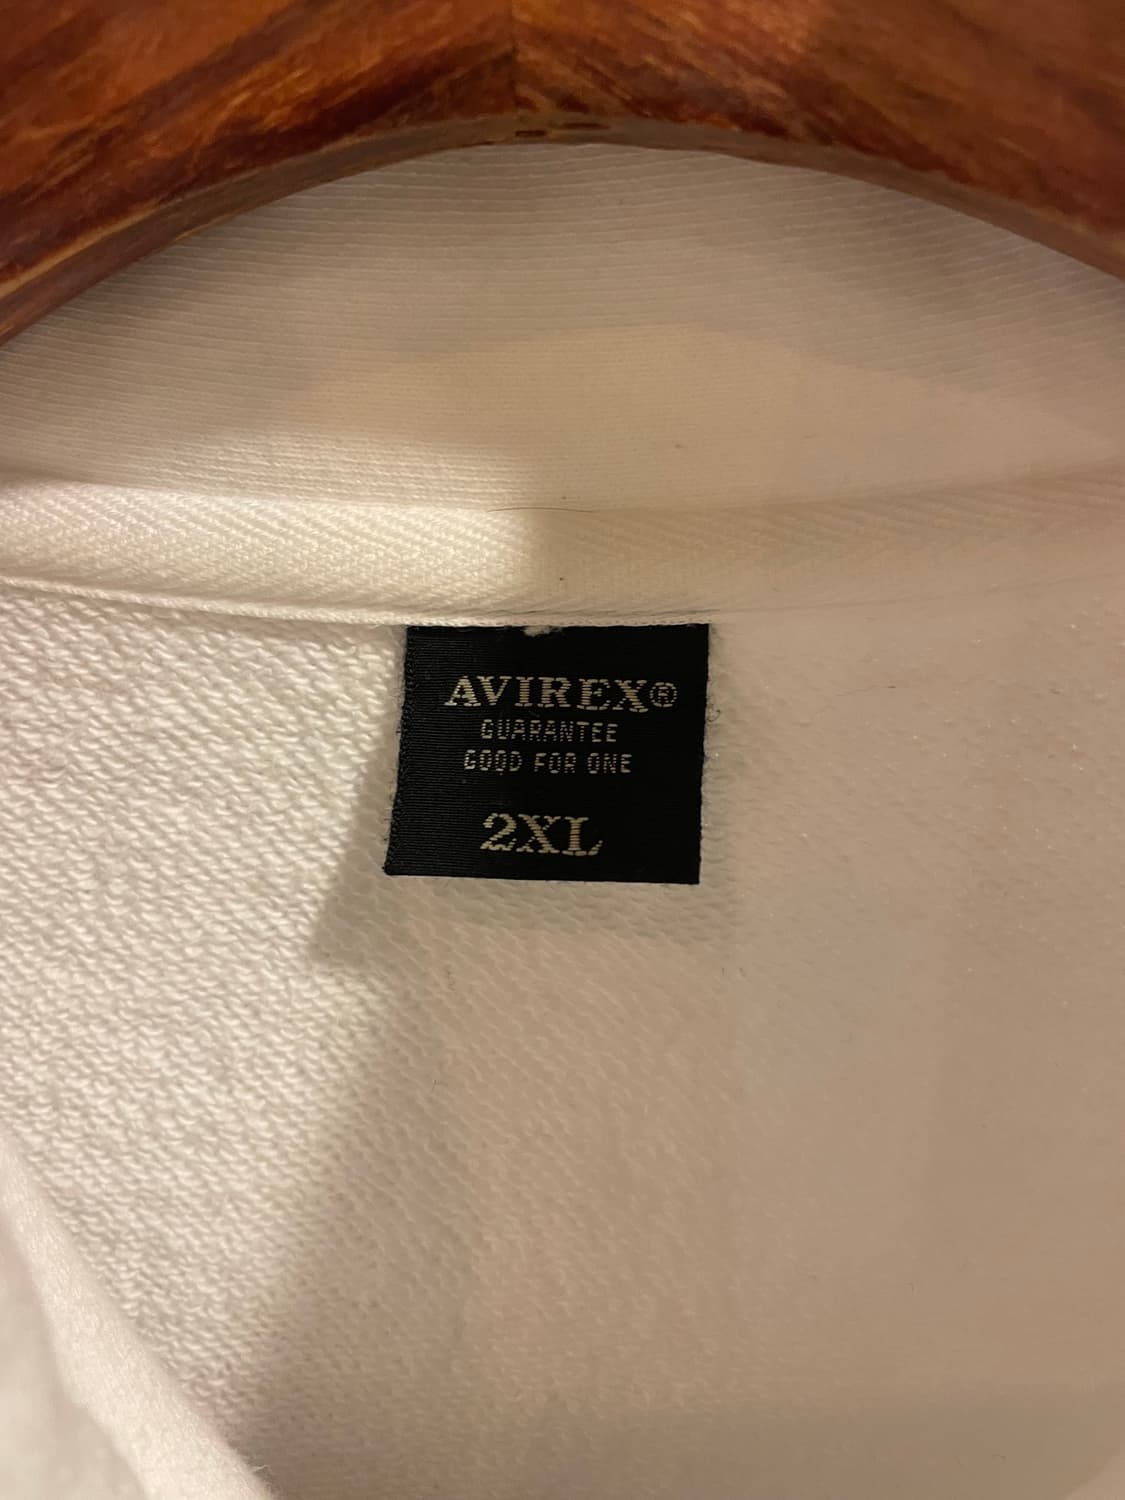 AVIREX®
GUARANTEE
GOOD FOR ONE
2XL